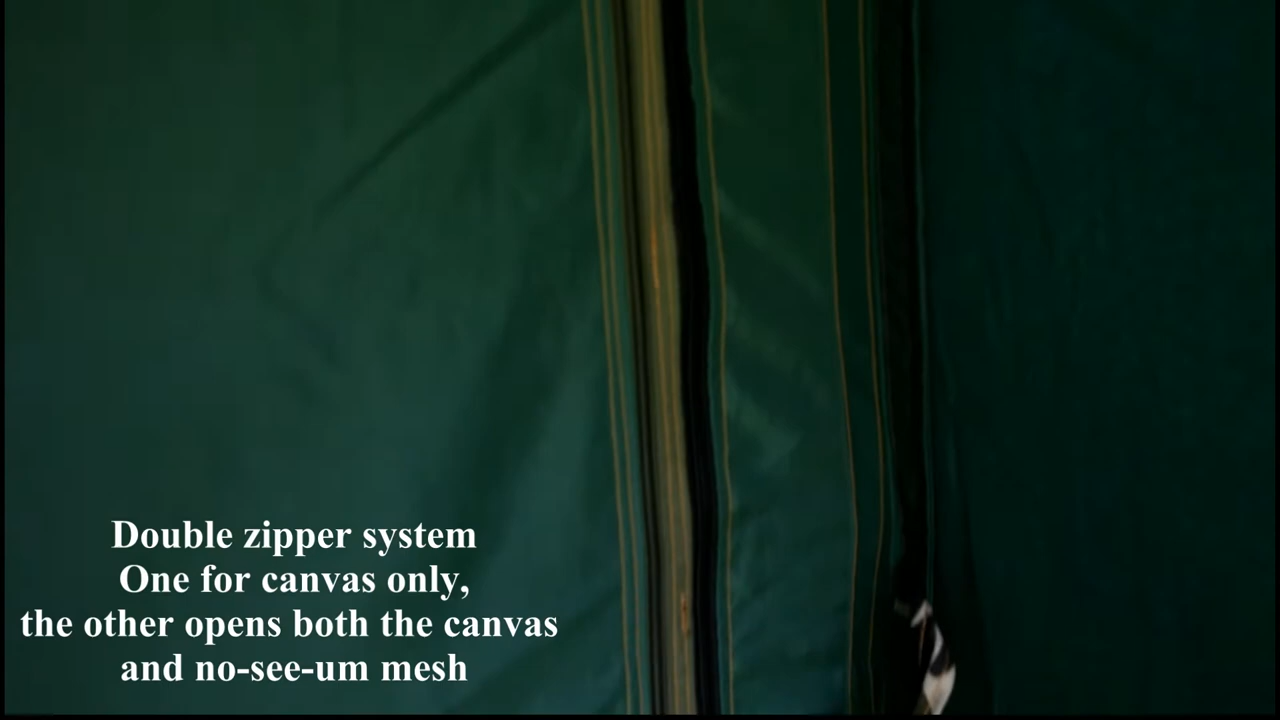 Double zipper system
One for canvas only,
the other opens both the canvas
and no-see-um mesh